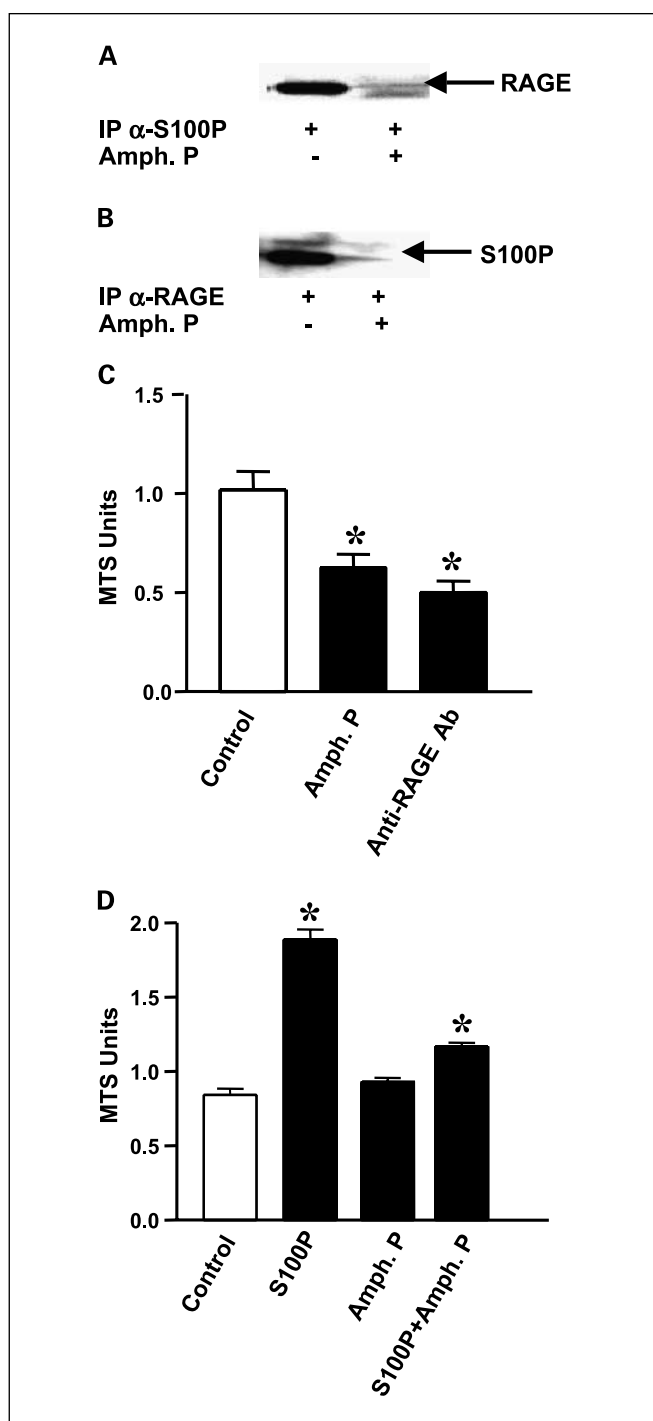 A
RAGE
IP α-S100P + +
Amph. P - +
B
S100P
IP α-RAGE + +
Amph. P - +
C
1.5
1.0
0.5
0.0
MTS Units
* *
Control
Amph. P
Anti-RAGE Ab
D
2.0
1.5
1.0
0.5
0.0
MTS Units
* *
Control
S100P
Amph. P
S100P+Amph. P